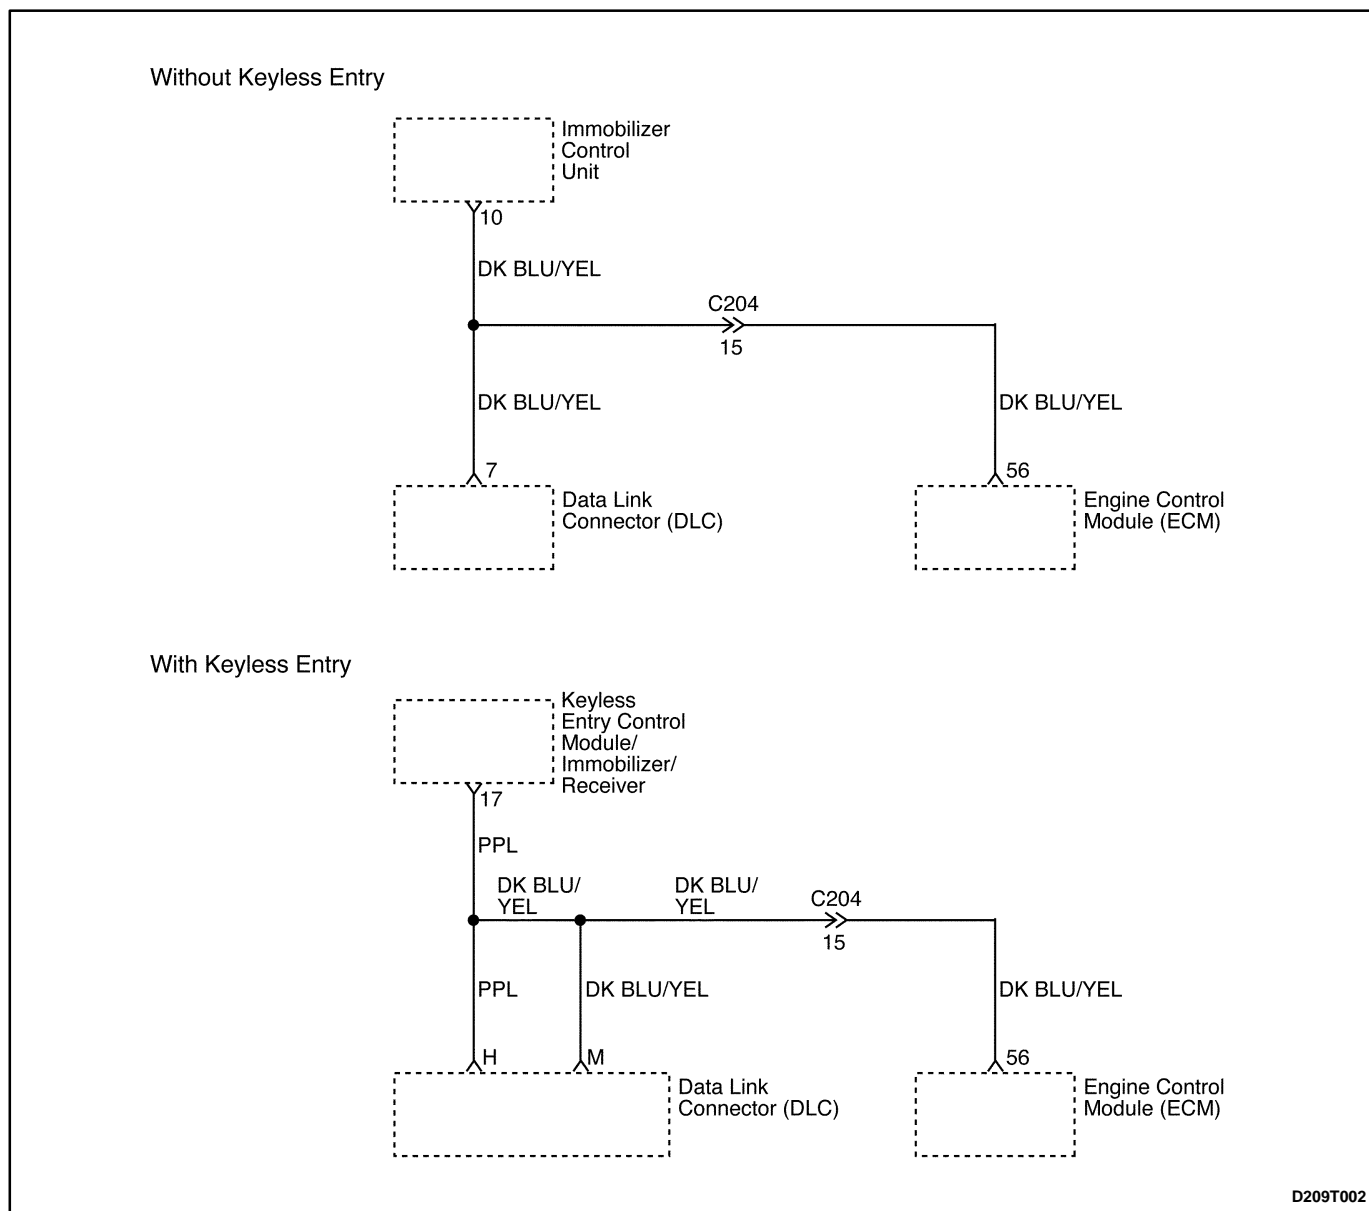 Without Keyless Entry
Immobilizer
Control
Unit
10
DK BLU/YEL
C204
15
DK BLU/YEL
DK BLU/YEL
7
56
Data Link
Connector (DLC)
Engine Control
Module (ECM)
With Keyless Entry
Keyless
Entry Control
Module/
Immobilizer/
Receiver
17
PPL
DK BLU/
YEL
DK BLU/
YEL
C204
15
PPL
DK BLU/YEL
DK BLU/YEL
H
M
56
Data Link
Connector (DLC)
Engine Control
Module (ECM)
D209T002